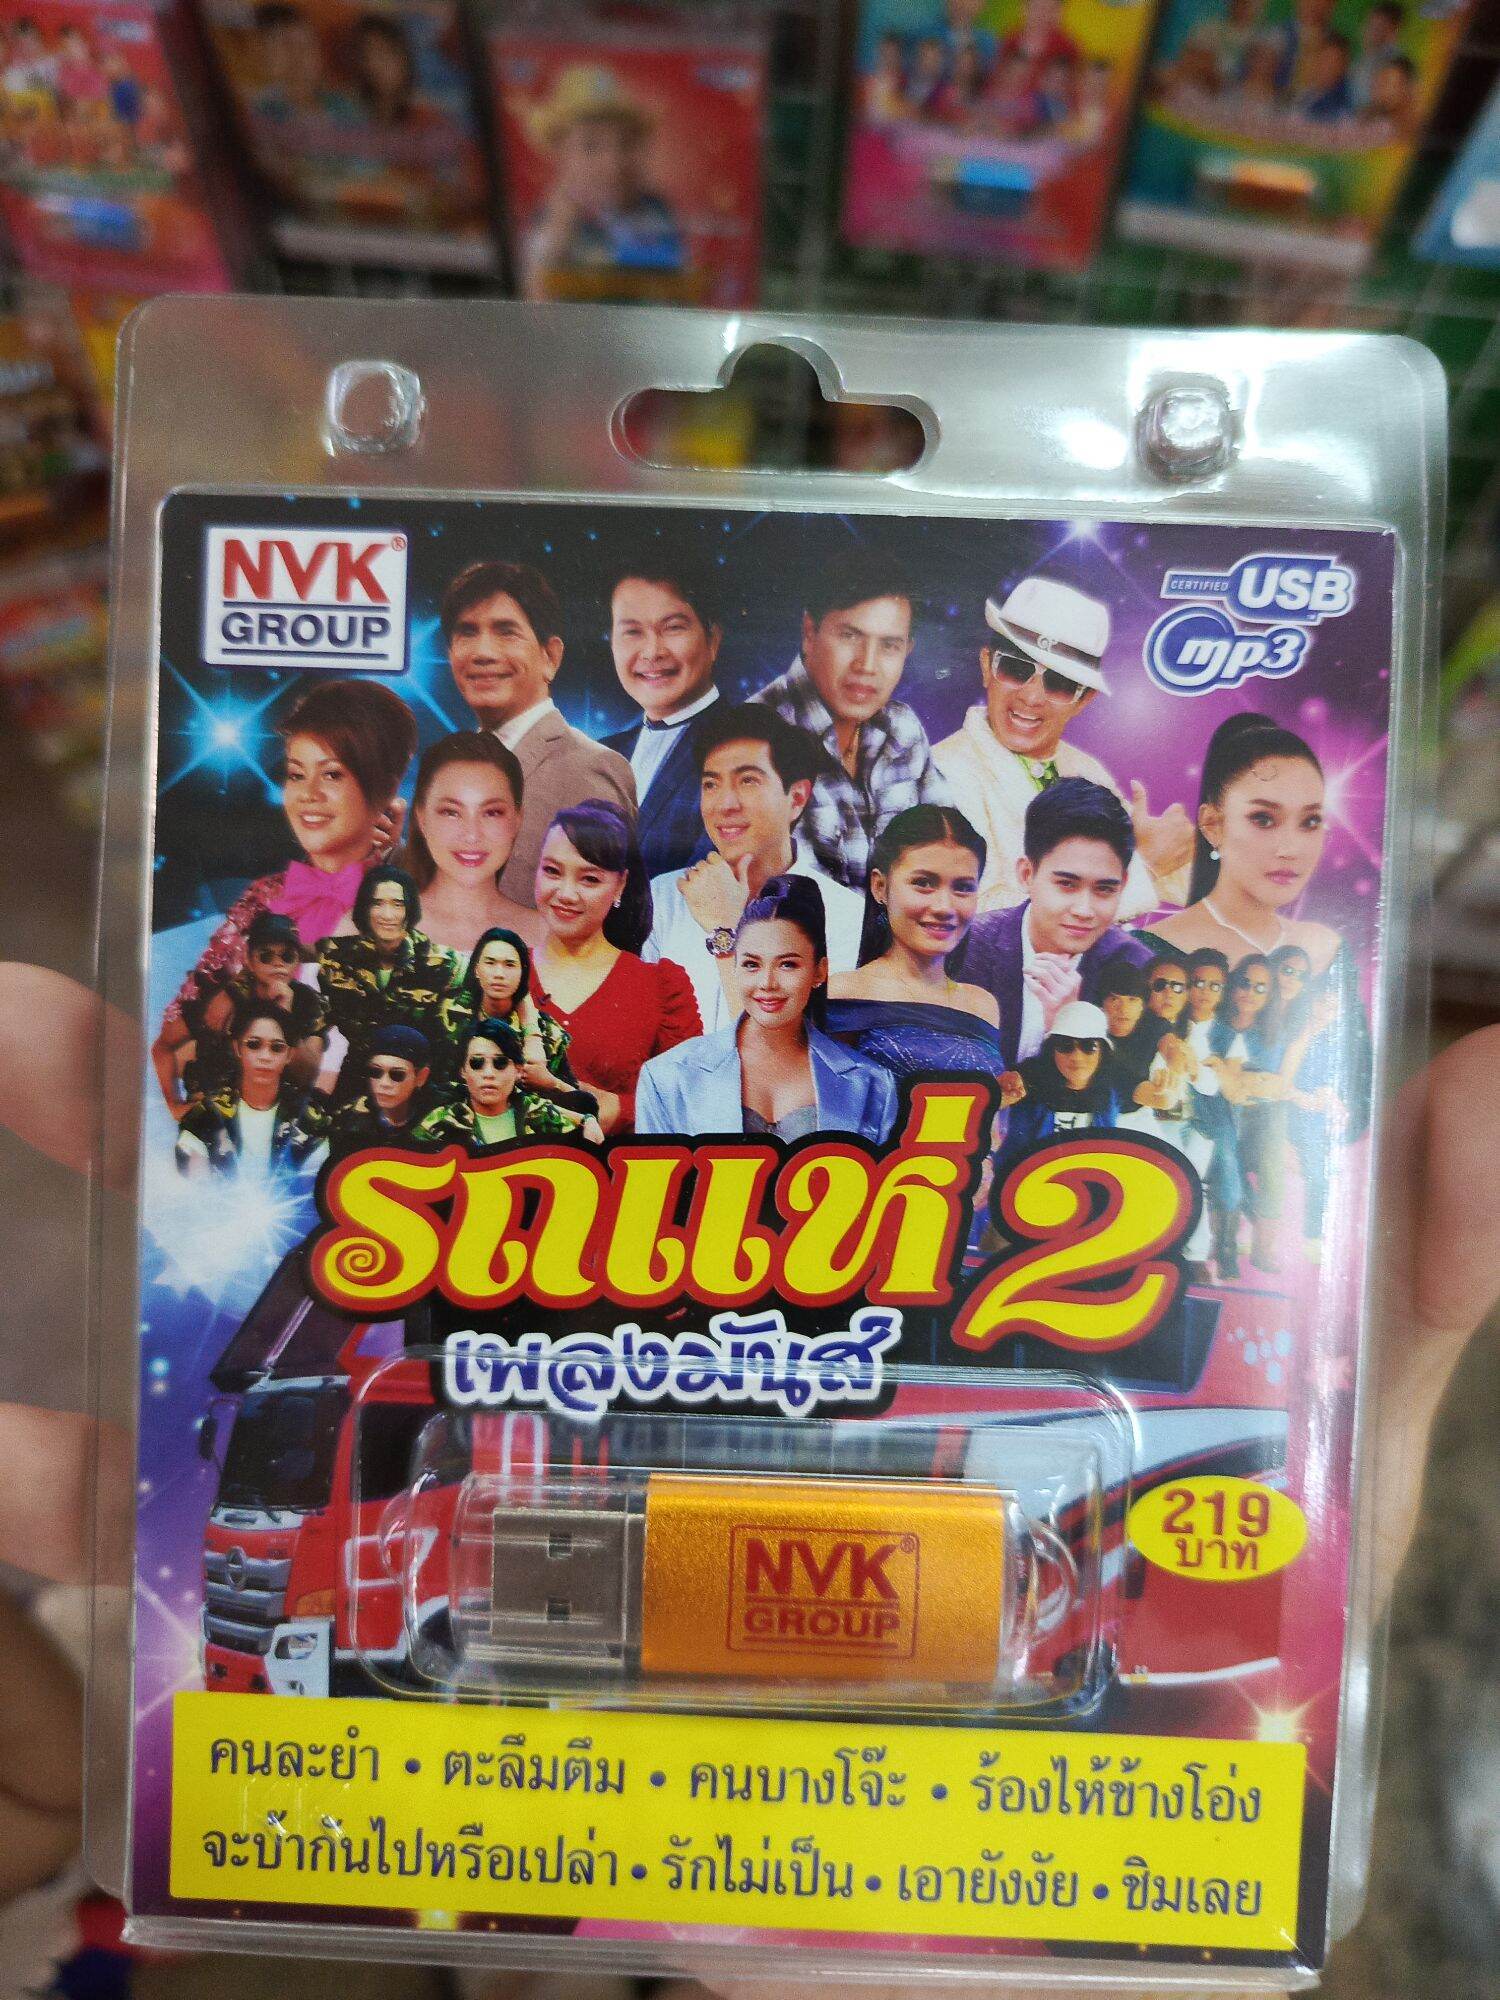 NVK®
GROUP
CERTIFIED USB
mp3
รถแห่ 2
เพลงมันส์
219
บาท
NVK®
GROUP
คนละยำ • ตะลึมตึม • คนบางโจ๊ะ • ร้องไห้ข้างโอ่ง
จะบ้ากันไปหรือเปล่า • รักไม่เป็น • เอายังงัย • ชิมเลย